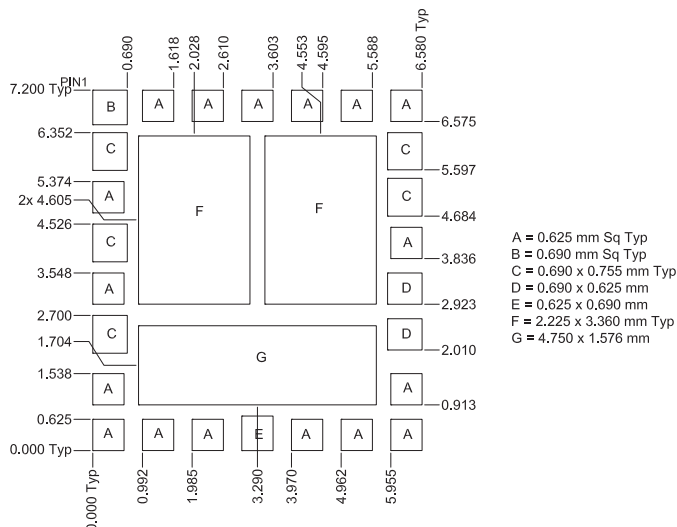 0.690
1.618
2.028
2.610
3.603
4.553
4.595
5.588
6.580 Typ
PIN1
7.200 Typ
B A A A A A A
6.575
6.352
C C
5.597
5.374
A C
2x 4.605
4.684
F F
4.526
C A
3.836
3.548
A D
2.923
2.700
C D
2.010
1.704
G
1.538
A A
0.913
0.625
A A A E A A A
0.000 Typ
0.000 Typ
0.992
1.985
3.290
3.970
4.962
5.955
A = 0.625 mm Sq Typ
B = 0.690 mm Sq Typ
C = 0.690 x 0.755 mm Typ
D = 0.690 x 0.625 mm
E = 0.625 x 0.690 mm
F = 2.225 x 3.360 mm Typ
G = 4.750 x 1.576 mm